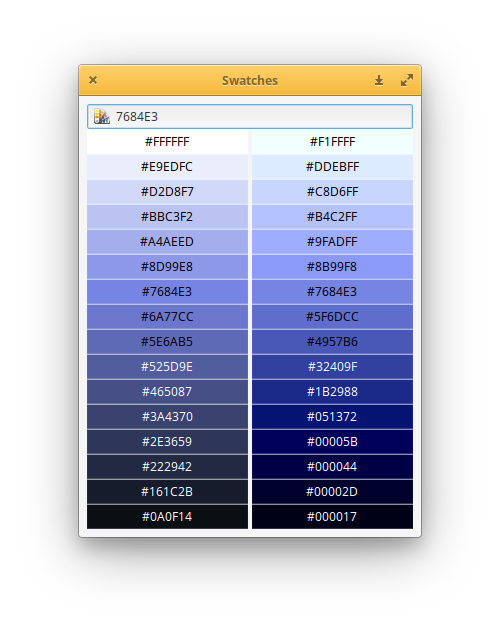 Swatches
7684E3
#FFFFFF #F1FFFF
#E9EDFC #DDEBFF
#D2D8F7 #C8D6FF
#BBC3F2 #B4C2FF
#A4AEED #9FADFF
#8D99E8 #8B99F8
#7684E3 #7684E3
#6A77CC #5F6DCC
#5E6AB5 #4957B6
#525D9E #32409F
#465087 #1B2988
#3A4370 #051372
#2E3659 #00005B
#222942 #000044
#161C2B #00002D
#0A0F14 #000017